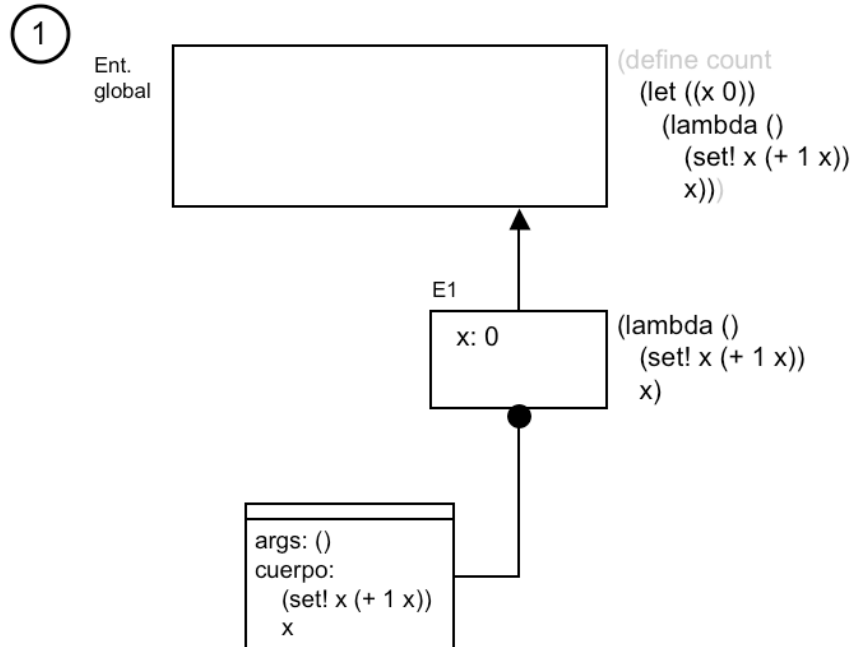 1
Ent.
global
(define count
(let ((x 0))
(lambda ()
(set! x (+ 1 x))
x)))
E1
x: 0
(lambda ()
(set! x (+ 1 x))
x)
args: ()
cuerpo:
(set! x (+ 1 x))
x